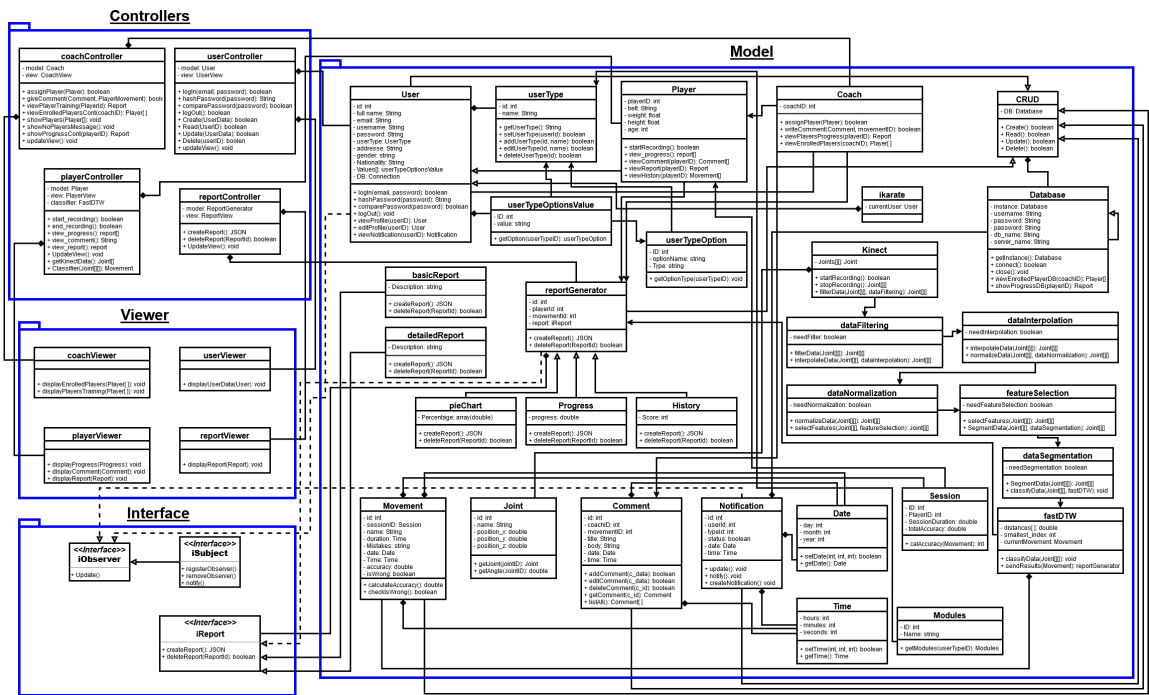 Controllers
coachController
- model: Coach
- view: CoachView
+ assignPlayer(Player): boolean
+ giveComment(Comment, PlayerMovement): boole
+ viewPlayerTraining(PlayerId): Report
+ viewEnrolledPlayersCont(coachID): Player[ ]
+ showPlayers(Player[]): void
+ showNoPlayersMessage(): void
+ showProgressCont(playerID): Report
+ updateView(): void
userController
- model: User
- view: UserView
+ login(email, password): boolean
+ hashPassword(password): String
+ comparePassword(password): boolean
+ logOut(): boolean
+ Create(UserData): boolean
+ Read(UserID): boolean
+ Update(UserData): boolean
+ Delete(userID): boolen
+ updateView(): void
playerController
- model: Player
- view: PLayerView
- classifier: FastDTW
+ start_recording(): boolean
+ end_recording(): boolean
+ view_progress(): report[]
+ view_comment(): String
+ view_report(): report
+ UpdateView(): void
+ getKinectData(): Joint[]
+ Classifier(Joint[][]): Movement
reportController
- model: ReportGenerator
- view: ReportView
+ createReport(): JSON
+ deleteReport(ReportId): boolean
+ UpdateView(): void
Viewer
coachViewer
+ displayEnrolledPlayers(Player[ ]): void
+ displayPlayersTraining(Player[ ]): void
userViewer
+ displayUserData(User): void
playerViewer
+ displayProgress(Progress): void
+ displayComment(Comment): void
+ displayReport(Report): void
reportViewer
+ displayReport(Report): void
Interface
<<Interface>>
iObserver
+ Update()
<<Interface>>
iSubject
+ registerObserver()
+ removeObserver()
+ notify()
<<Interface>>
iReport
+ createReport(): JSON
+ deleteReport(ReportId): boolean
Model
User
- id: int
- full name: String
- email: String
- username: String
- password: String
- userType: UserType
- addresse: String
- gender: string
- Nationality: String
- Values[]: userTypeOptionsValue
- DB: Connection
+ login(email, password): boolean
+ hashPassword(password): String
+ comparePassword(password): boolean
+ logOut(): void
+ viewProfile(userID): User
+ editProfile(userID): User
+ viewNotification(userID): Notification
userType
- id: int
- name: String
+ getUserType(): String
+ setUserType(userId): boolean
+ addUserType(id, name): boolean
+ editUserType(id, name): boolean
+ deleteUserType(id): boolean
Player
- playerID: int
- belt: String
- weight: float
- height: float
- age: int
+ startRecording(): boolean
+ view_progress(): report[]
+ viewComment(playerID): Comment[]
+ viewReport(playerID): Report
+ viewHistory(playerID): Movement[]
Coach
- coachID: int
+ assignPlayer(Player): boolean
+ writeComment(Comment, movementID): boolean
+ viewPlayersProgress(playerID): Report
+ viewEnrolledPlayers(coachID): Player[ ]
CRUD
- DB: Database
+ Create(): boolean
+ Read(): boolean
+ Update(): boolean
+ Delete(): boolean
Database
- instance: Database
- username: String
- password: String
- password: String
- db_name: String
- server_name: String
+ getinstance(): Database
+ connect(): boolean
+ close(): void
+ viewEnrolledPlayerDB(coachID): Player[]
+ showProgressDB(playerID): Report
ikarate
- currentUser: User
userTypeOptionsValue
- ID: int
- value: string
+ getOption(userTypeID): userTypeOption
userTypeOption
- ID: int
- optionName: string
- Type: string
+ getOptionType(userTypeID): void
Kinect
- Joints[][]: Joint
+ startRecording(): boolean
+ stopRecording(): Joint[][]
+ filterData(Joint[][], dataFiltering): Joint[][]
basicReport
- Description: string
+ createReport(): JSON
+ deleteReport(ReportId): boolean
reportGenerator
- id: int
- playerId: int
- movementId: int
- report: iReport
+ createReport(): JSON
+ deleteReport(ReportId): boolean
detailedReport
- Description: string
+ createReport(): JSON
+ deleteReport(ReportId): boolean
dataFiltering
- needFilter: boolean
+ filterData(Joint[][]): Joint[][]
+ interpolateData(Joint[][], dataInterpolation): Joint[][]
dataInterpolation
- needInterpolation: boolean
+ interpolateData(Joint[][]): Joint[][]
+ normalizeData(Joint[][], dataNormalization): Joint[][]
pieChart
- Percentage: array(double)
+ createReport(): JSON
+ deleteReport(ReportId): boolean
Progress
- progress: double
+ createReport(): JSON
+ deleteReport(ReportId): boolean
History
- Score: int
+ createReport(): JSON
+ deleteReport(ReportId): boolean
dataNormalization
- needNormalization: boolean
+ normalizeData(Joint[][]): Joint[][]
+ selectFeatures(Joint[][], featureSelection): Joint[][]
featureSelection
- needFeatureSelection: boolean
+ selectFeatures(Joint[][]): Joint[][]
+ SegmentData(Joint[][], dataSegmentation): Joint[][]
dataSegmentation
- needSegmentation: boolean
+ SegmentData(Joint[][]): Joint[][]
+ classifyData(Joint[][], fastDTW): void
Movement
- id: int
- sessionID: Session
- name: String
- duration: Time
- Mistakes: string
- date: Date
- Time: Time
- accuracy: double
- isWrong: boolean
+ calculateAccuracy(): double
+ checkIsWrong(): boolean
Joint
- id: int
- name: String
- position_x: double
- position_y: double
- position_z: double
+ getJoint(jointID): Joint
+ getAngle(JointID): double
Comment
- id: int
- coachID: int
- movementID: int
- title: String
- body: String
- date: Date
- time: Time
+ addComment(c_data): boolean
+ editComment(c_data): boolean
+ deleteComment(c_id): boolean
+ getComment(c_id): Comment
+ listAll(): Comment[ ]
Notification
- id: int
- userId: int
- typeId: int
- status: boolean
- date: Date
- time: Time
+ update(): void
+ notify(): void
+ createNotification(): void
Date
- day: int
- month: int
- year: int
+ setDate(int, int, int): boolean
+ getDate(): Date
Session
- ID: int
- PlayerID: int
- SessionDuration: double
- totalAccuracy: double
+ calAccuracy(Movement): int
fastDTW
- distances[]: double
- smallest_index: int
- currentMovement: Movement
+ classifyData(Joint[][]): void
+ sendResults(Movement): reportGenerator
Time
- hours: int
- minutes: int
- seconds: int
+ setTime(int, int, int): boolean
+ getTime(): Time
Modules
- ID: int
- Name: string
+ getModules(userTypeID): Modules